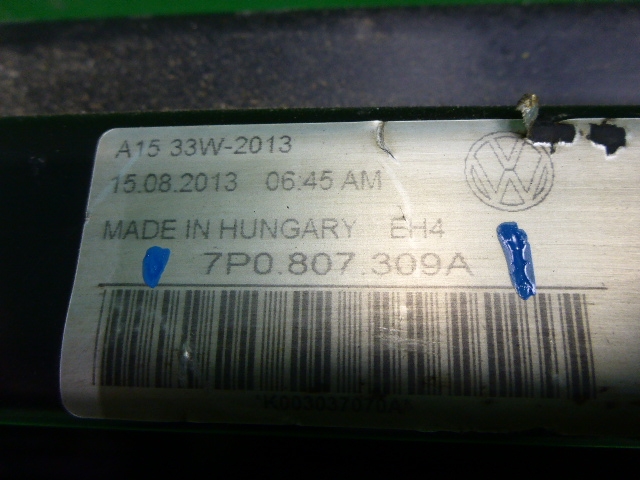 A15 33W-2013
15.08.2013 06:45 AM
MADE IN HUNGARY EH4
7P0.807.309A